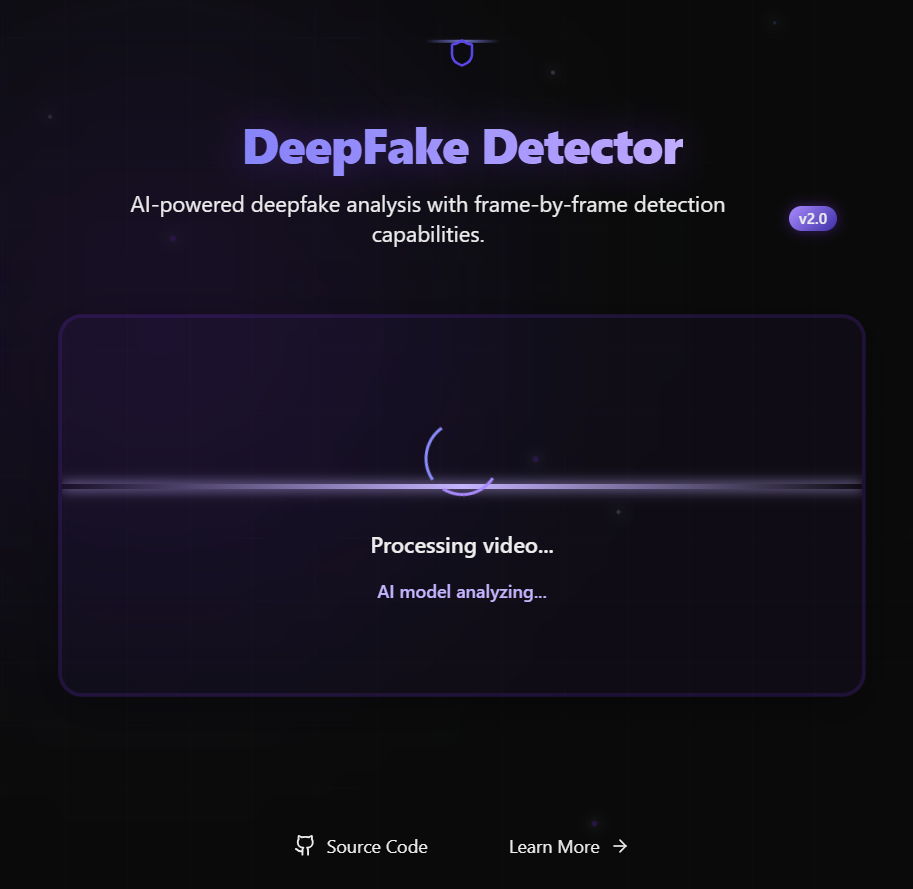 DeepFake Detector
AI-powered deepfake analysis with frame-by-frame detection
capabilities.
v2.0
Processing video...
AI model analyzing...
Source Code
Learn More →